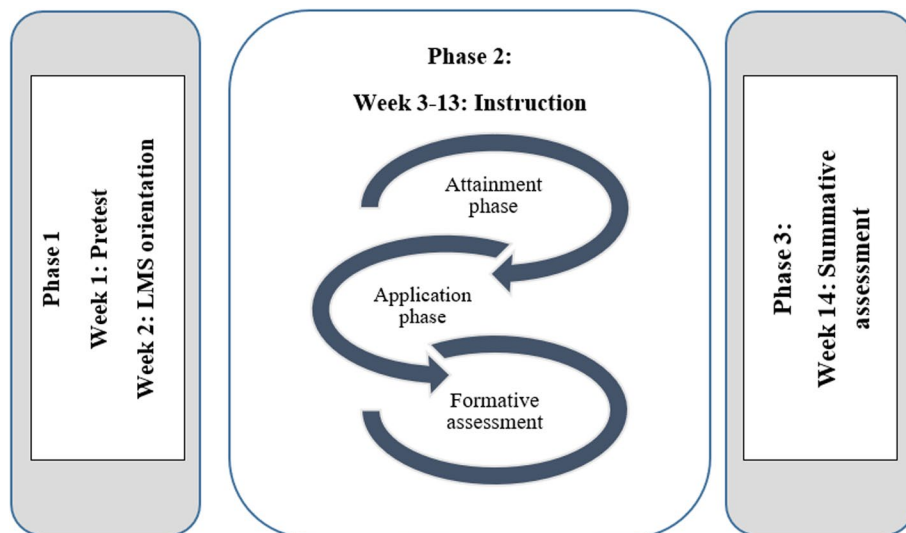 Phase 1
Week 1: Pretest
Week 2: LMS orientation
Phase 2:
Week 3-13: Instruction
Attainment
phase
Application
phase
Formative
assessment
Phase 3:
Week 14: Summative
assessment